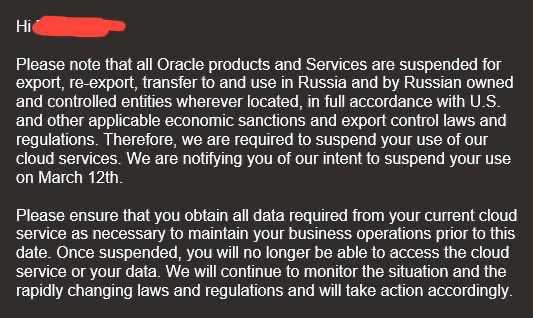 Hi
Please note that all Oracle products and Services are suspended for
export, re-export, transfer to and use in Russia and by Russian owned
and controlled entities wherever located, in full accordance with U.S.
and other applicable economic sanctions and export control laws and
regulations. Therefore, we are required to suspend your use of our
cloud services. We are notifying you of our intent to suspend your use
on March 12th.
Please ensure that you obtain all data required from your current cloud
service as necessary to maintain your business operations prior to this
date. Once suspended, you will no longer be able to access the cloud
service or your data. We will continue to monitor the situation and the
rapidly changing laws and regulations and will take action accordingly.